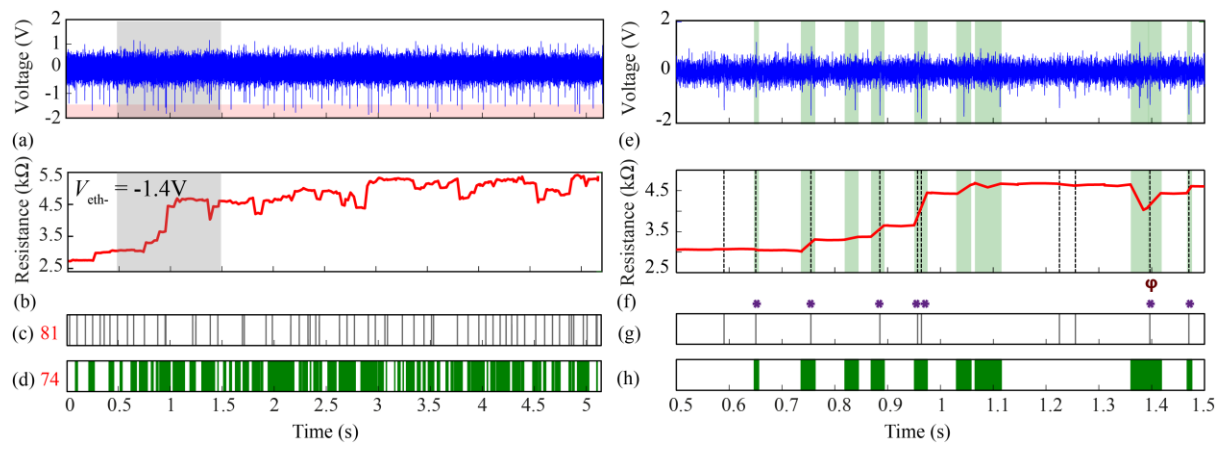 2
1
0
-1
-2
Voltage (V)
(a)
5.5
4.5
3.5
2.5
Resistance (kΩ)
V eth- = -1.4V
(b)
(c) 81
(d) 74
0 0.5 1 1.5 2 2.5 3 3.5 4 4.5 5
Time (s)
2
0
-2
Voltage (V)
(e)
4.5
3.5
2.5
Resistance (kΩ)
φ
(f) * * * * * * *
(g)
(h)
0.5 0.6 0.7 0.8 0.9 1 1.1 1.2 1.3 1.4 1.5
Time (s)